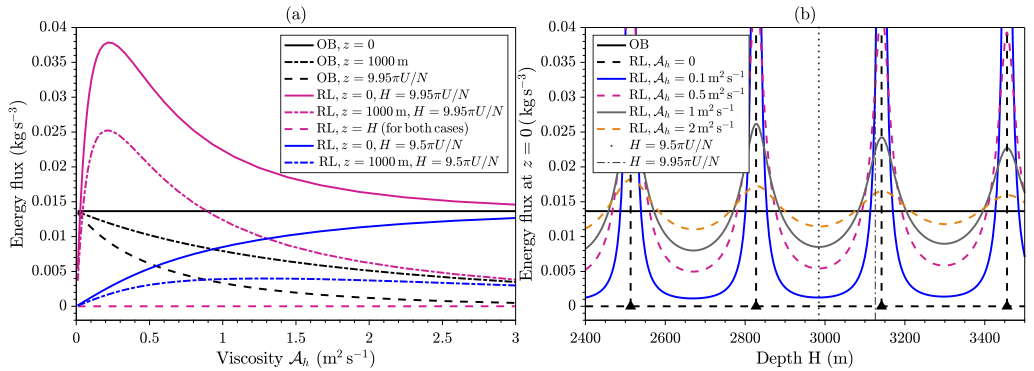 (a)
Energy flux (kg s⁻³)
0.04
0.035
0.03
0.025
0.02
0.015
0.01
0.005
0
OB, z = 0
OB, z = 1000 m
OB, z = 9.95πU/N
RL, z = 0, H = 9.95πU/N
RL, z = 1000 m, H = 9.95πU/N
RL, z = H (for both cases)
RL, z = 0, H = 9.5πU/N
RL, z = 1000 m, H = 9.5πU/N
0 0.5 1 1.5 2 2.5 3
Viscosity 𝒜ₕ (m² s⁻¹)
(b)
Energy flux at z = 0 ( kg s⁻³)
0.04
0.035
0.03
0.025
0.02
0.015
0.01
0.005
0
OB
RL, 𝒜ₕ = 0
RL, 𝒜ₕ = 0.1 m² s⁻¹
RL, 𝒜ₕ = 0.5 m² s⁻¹
RL, 𝒜ₕ = 1 m² s⁻¹
RL, 𝒜ₕ = 2 m² s⁻¹
H = 9.5πU/N
H = 9.95πU/N
2400 2600 2800 3000 3200 3400
Depth H (m)